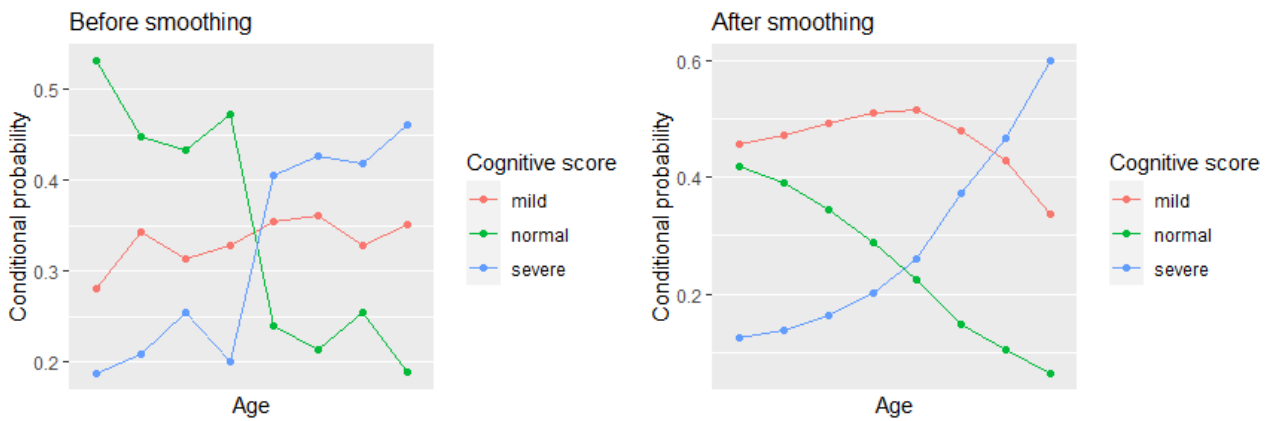 Before smoothing
Conditional probability
0.5
0.4
0.3
0.2
Age
Cognitive score
mild
normal
severe
After smoothing
Conditional probability
0.6
0.4
0.2
Age
Cognitive score
mild
normal
severe